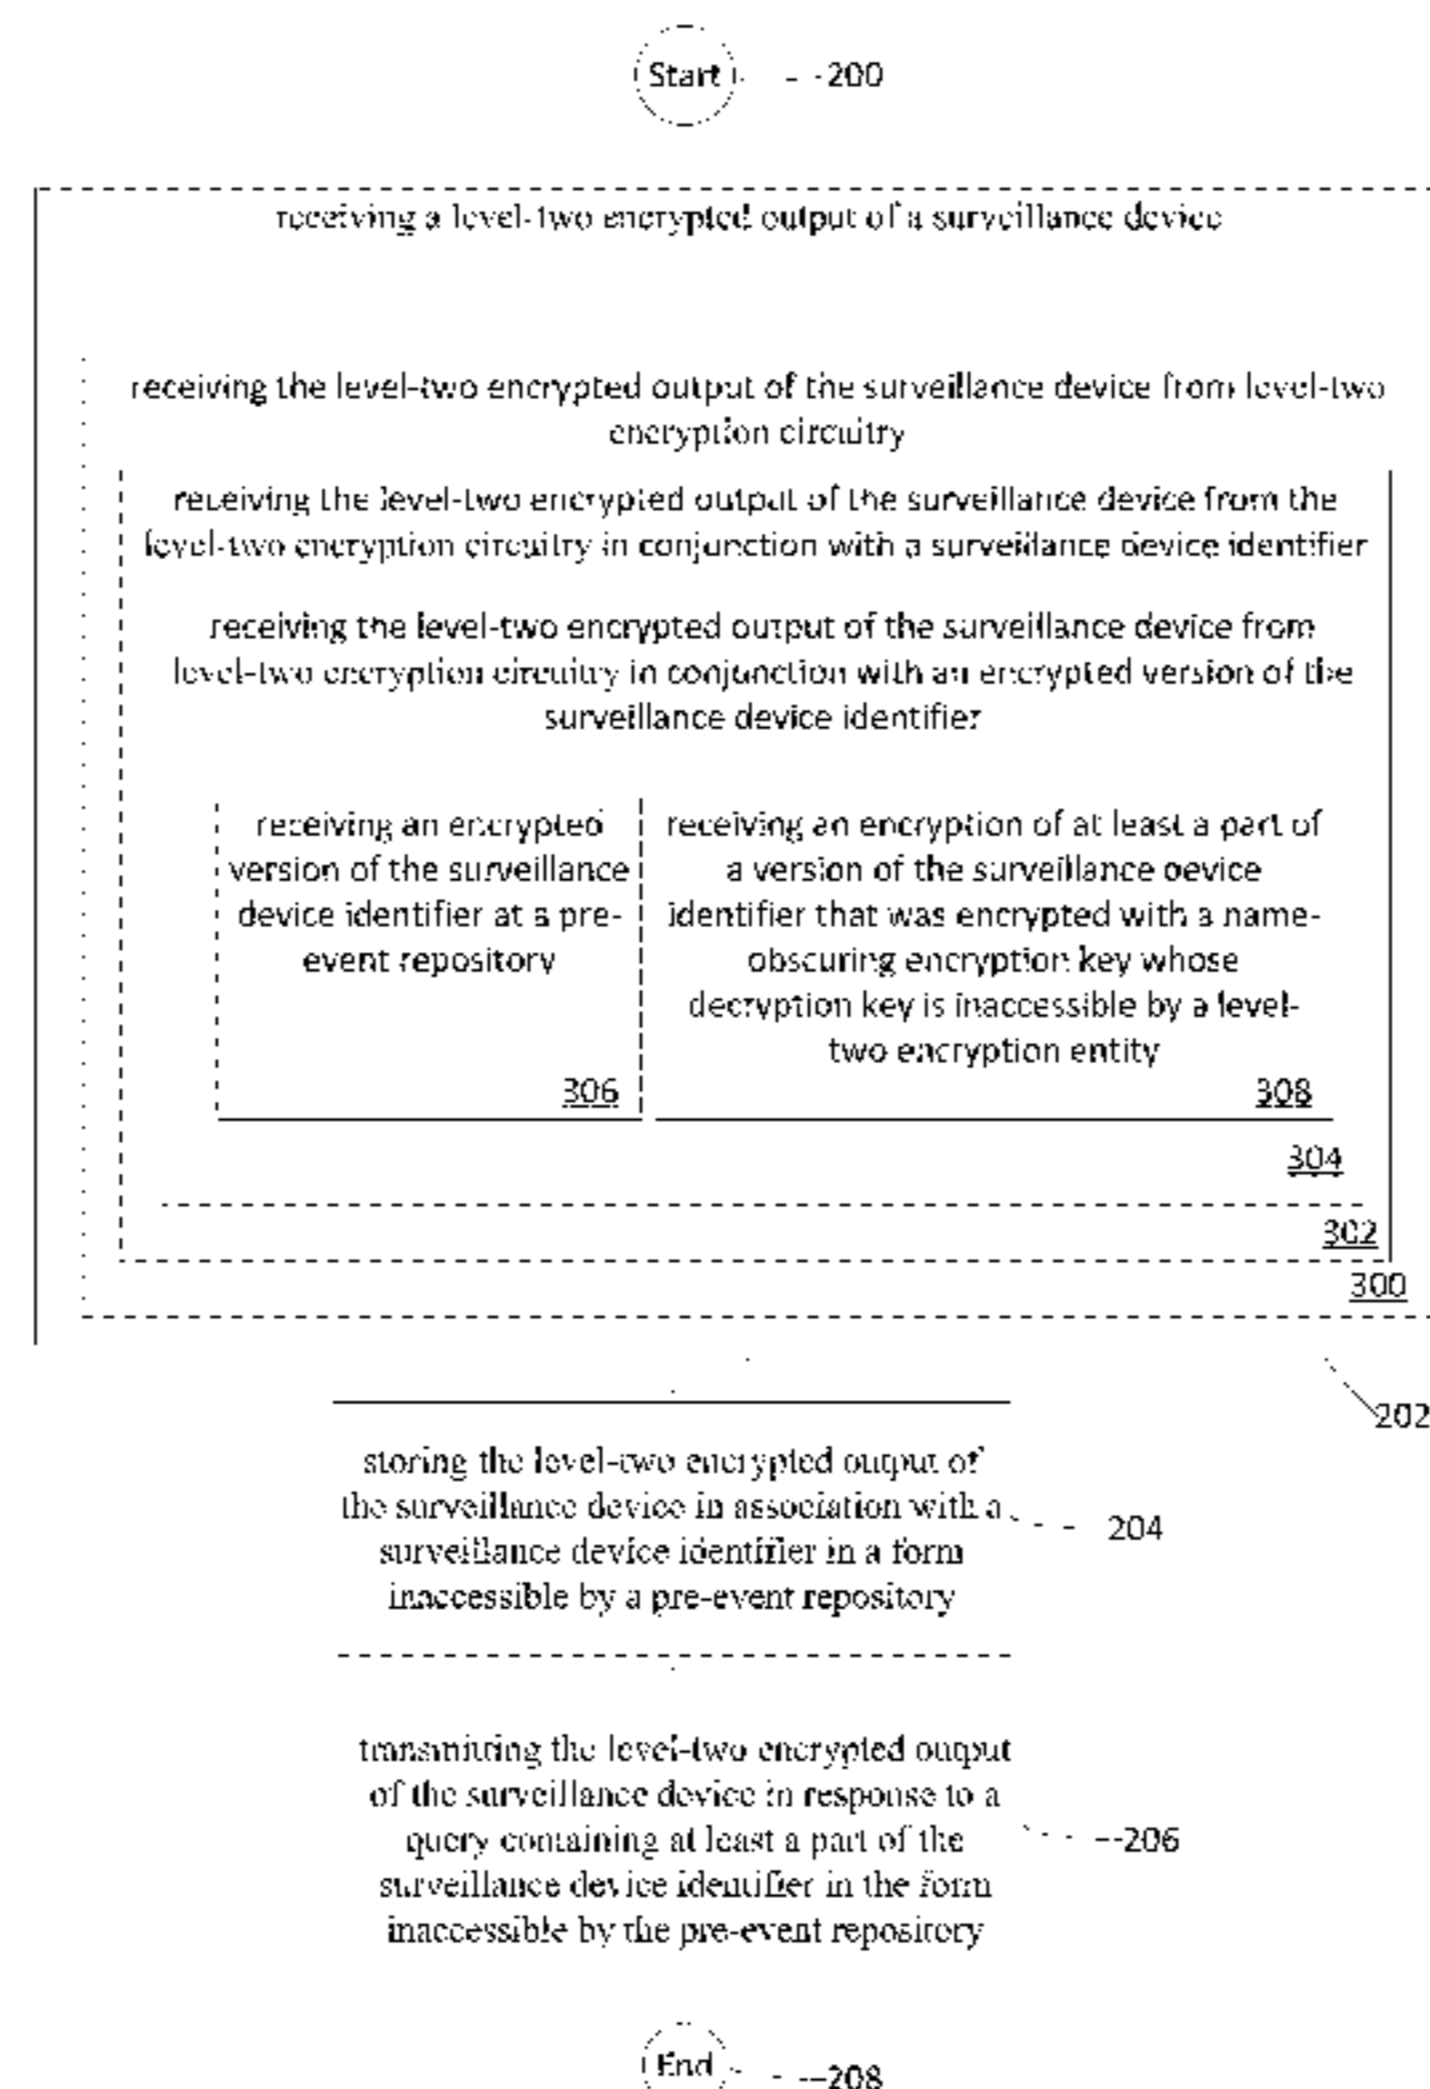 Start
200
receiving a level-two encrypted output of a surveillance device
receiving the level-two encrypted output of the surveillance device from level-two
encryption circuitry
receiving the level-two encrypted output of the surveillance device from the
level-two encryption circuitry in conjunction with a surveillance device identifier
receiving the level-two encrypted output of the surveillance device from
level-two encryption circuitry in conjunction with an encrypted version of the
surveillance device identifier
receiving an encrypted
version of the surveillance
device identifier at a pre-
event repository
306
receiving an encryption of at least a part of
a version of the surveillance device
identifier that was encrypted with a name-
obscuring encryption key whose
decryption key is inaccessible by a level-
two encryption entity
308
304
302
300
202
storing the level-two encrypted output of
the surveillance device in association with a
surveillance device identifier in a form
inaccessible by a pre-event repository
204
transmitting the level-two encrypted output
of the surveillance device in response to a
query containing at least a part of the
surveillance device identifier in the form
inaccessible by the pre-event repository
206
End
208